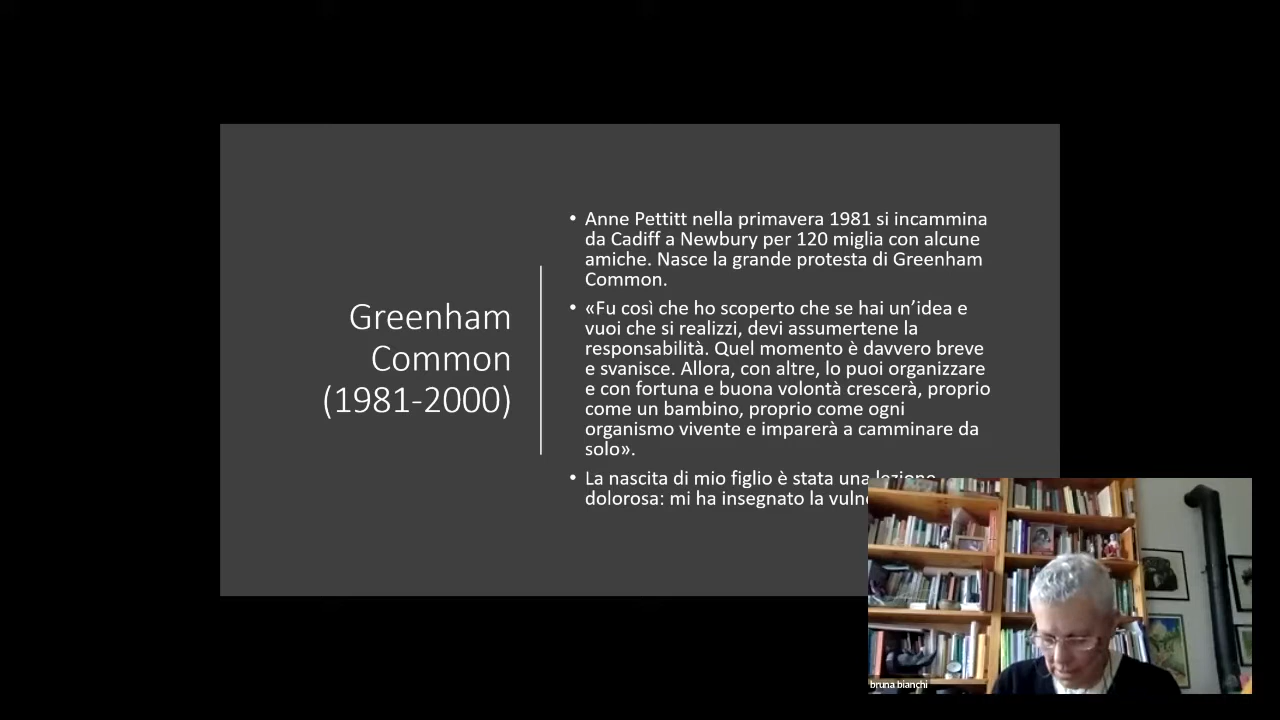 Greenham
Common
(1981-2000)
• Anne Pettitt nella primavera 1981 si incammina
da Cadiff a Newbury per 120 miglia con alcune
amiche. Nasce la grande protesta di Greenham
Common.
• «Fu così che ho scoperto che se hai un’idea e
vuoi che si realizzi, devi assumertene la
responsabilità. Quel momento è davvero breve
e svanisce. Allora, con altre, lo puoi organizzare
e con fortuna e buona volontà crescerà, proprio
come un bambino, proprio come ogni
organismo vivente e imparerà a camminare da
solo».
• La nascita di mio figlio è stata una lezione
dolorosa: mi ha insegnato la
bruna bianchi